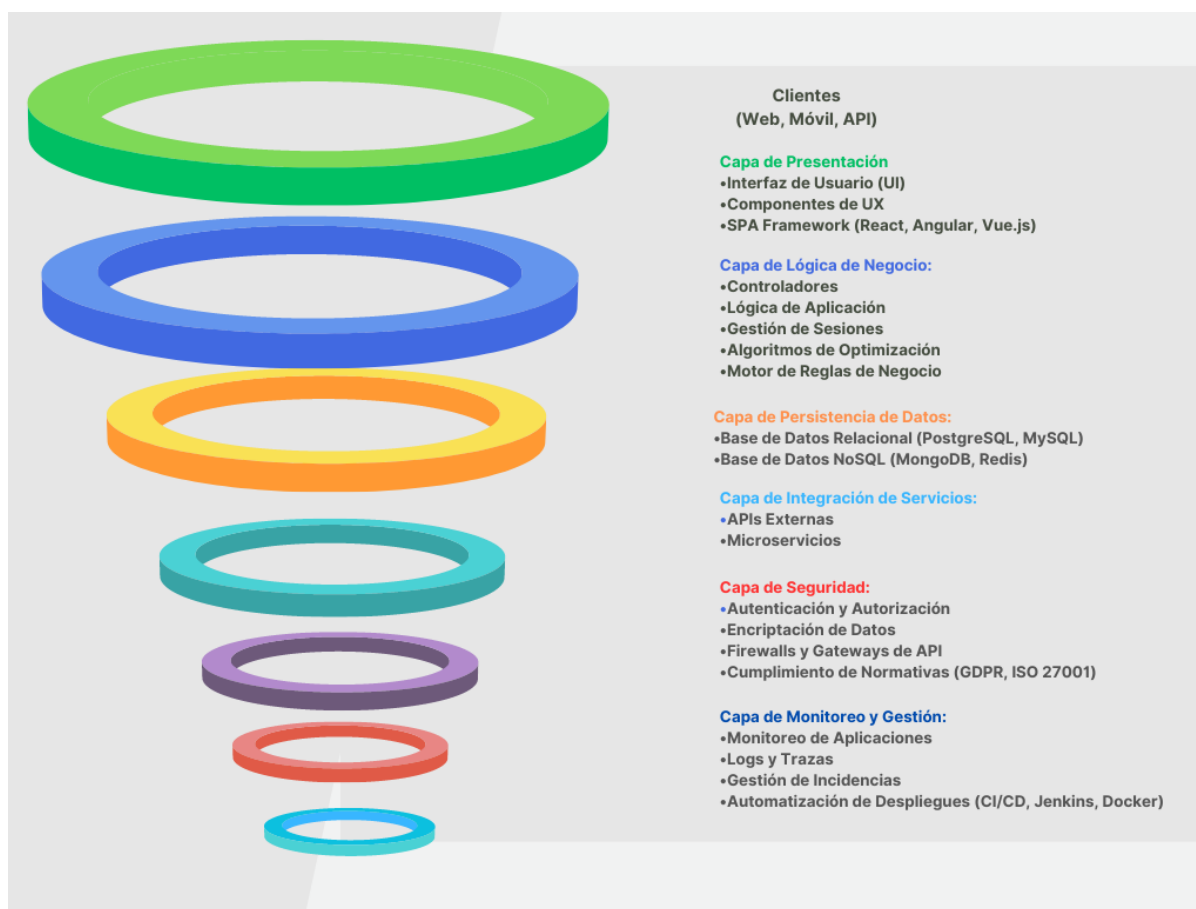 Clientes
(Web, Móvil, API)
Capa de Presentación
•Interfaz de Usuario (UI)
•Componentes de UX
•SPA Framework (React, Angular, Vue.js)
Capa de Lógica de Negocio:
•Controladores
•Lógica de Aplicación
•Gestión de Sesiones
•Algoritmos de Optimización
•Motor de Reglas de Negocio
Capa de Persistencia de Datos:
•Base de Datos Relacional (PostgreSQL, MySQL)
•Base de Datos NoSQL (MongoDB, Redis)
Capa de Integración de Servicios:
•APIs Externas
•Microservicios
Capa de Seguridad:
•Autenticación y Autorización
•Encriptación de Datos
•Firewalls y Gateways de API
•Cumplimiento de Normativas (GDPR, ISO 27001)
Capa de Monitoreo y Gestión:
•Monitoreo de Aplicaciones
•Logs y Trazas
•Gestión de Incidencias
•Automatización de Despliegues (CI/CD, Jenkins, Docker)